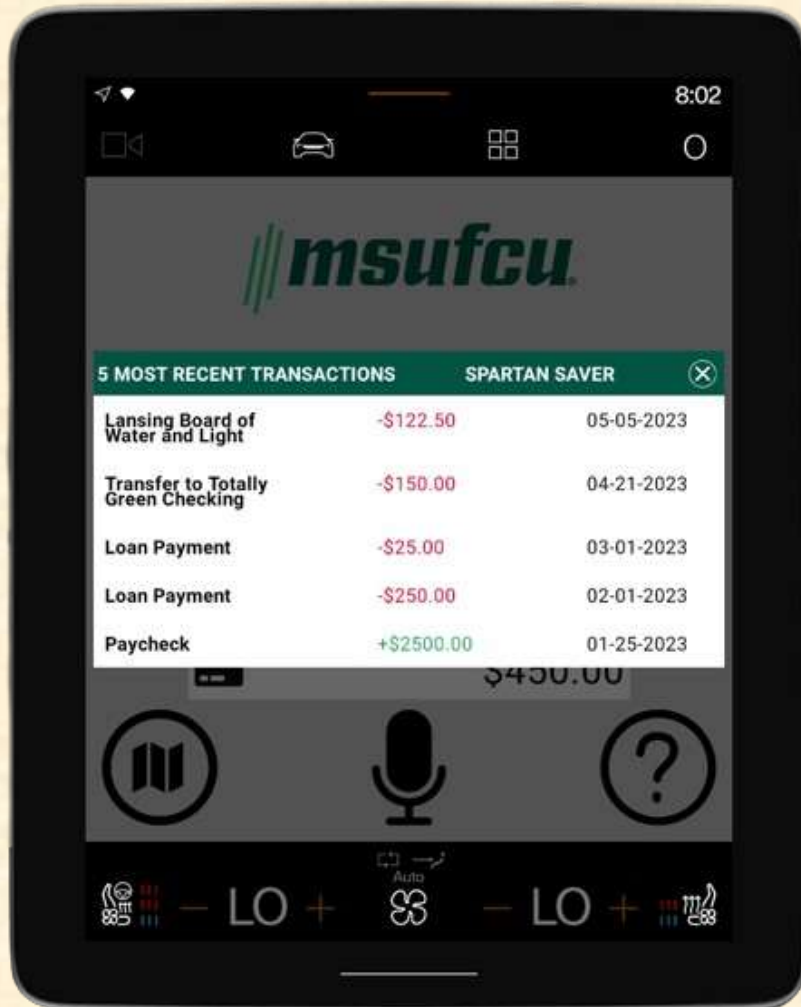 8:02
msufcu
5 MOST RECENT TRANSACTIONS SPARTAN SAVER
Lansing Board of
Water and Light -$122.50 05-05-2023
Transfer to Totally
Green Checking -$150.00 04-21-2023
Loan Payment -$25.00 03-01-2023
Loan Payment -$250.00 02-01-2023
Paycheck +$2500.00 01-25-2023
$450.00
?
Auto
- LO + - LO +